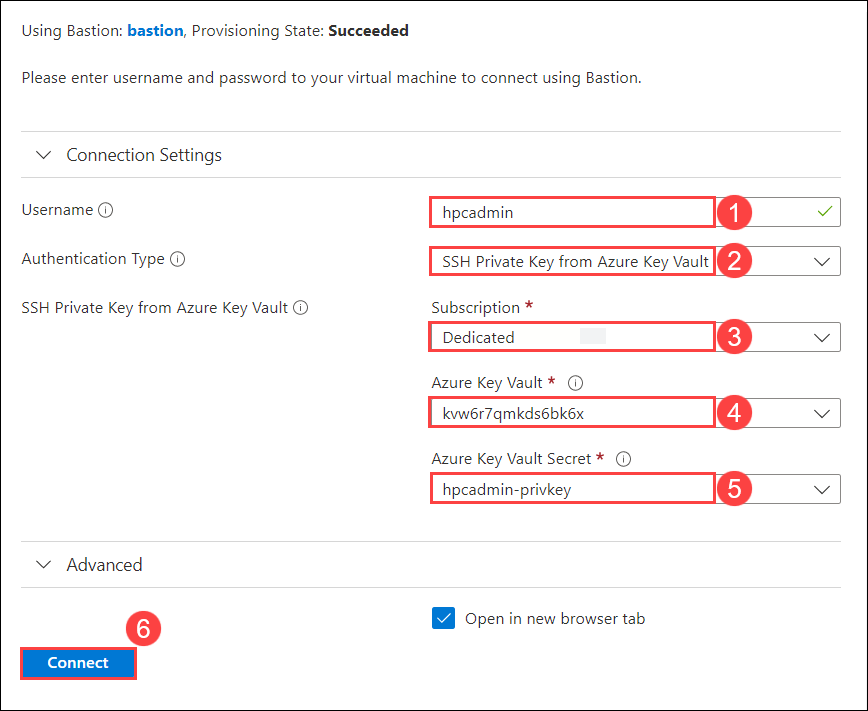 Using Bastion: bastion, Provisioning State: Succeeded
Please enter username and password to your virtual machine to connect using Bastion.
Connection Settings
Username
hpcadmin 1
Authentication Type
SSH Private Key from Azure Key Vault 2
SSH Private Key from Azure Key Vault
Subscription *
Dedicated 3
Azure Key Vault *
kvw6r7qmkds6bk6x 4
Azure Key Vault Secret *
hpcadmin-privkey 5
Advanced
Open in new browser tab
6
Connect